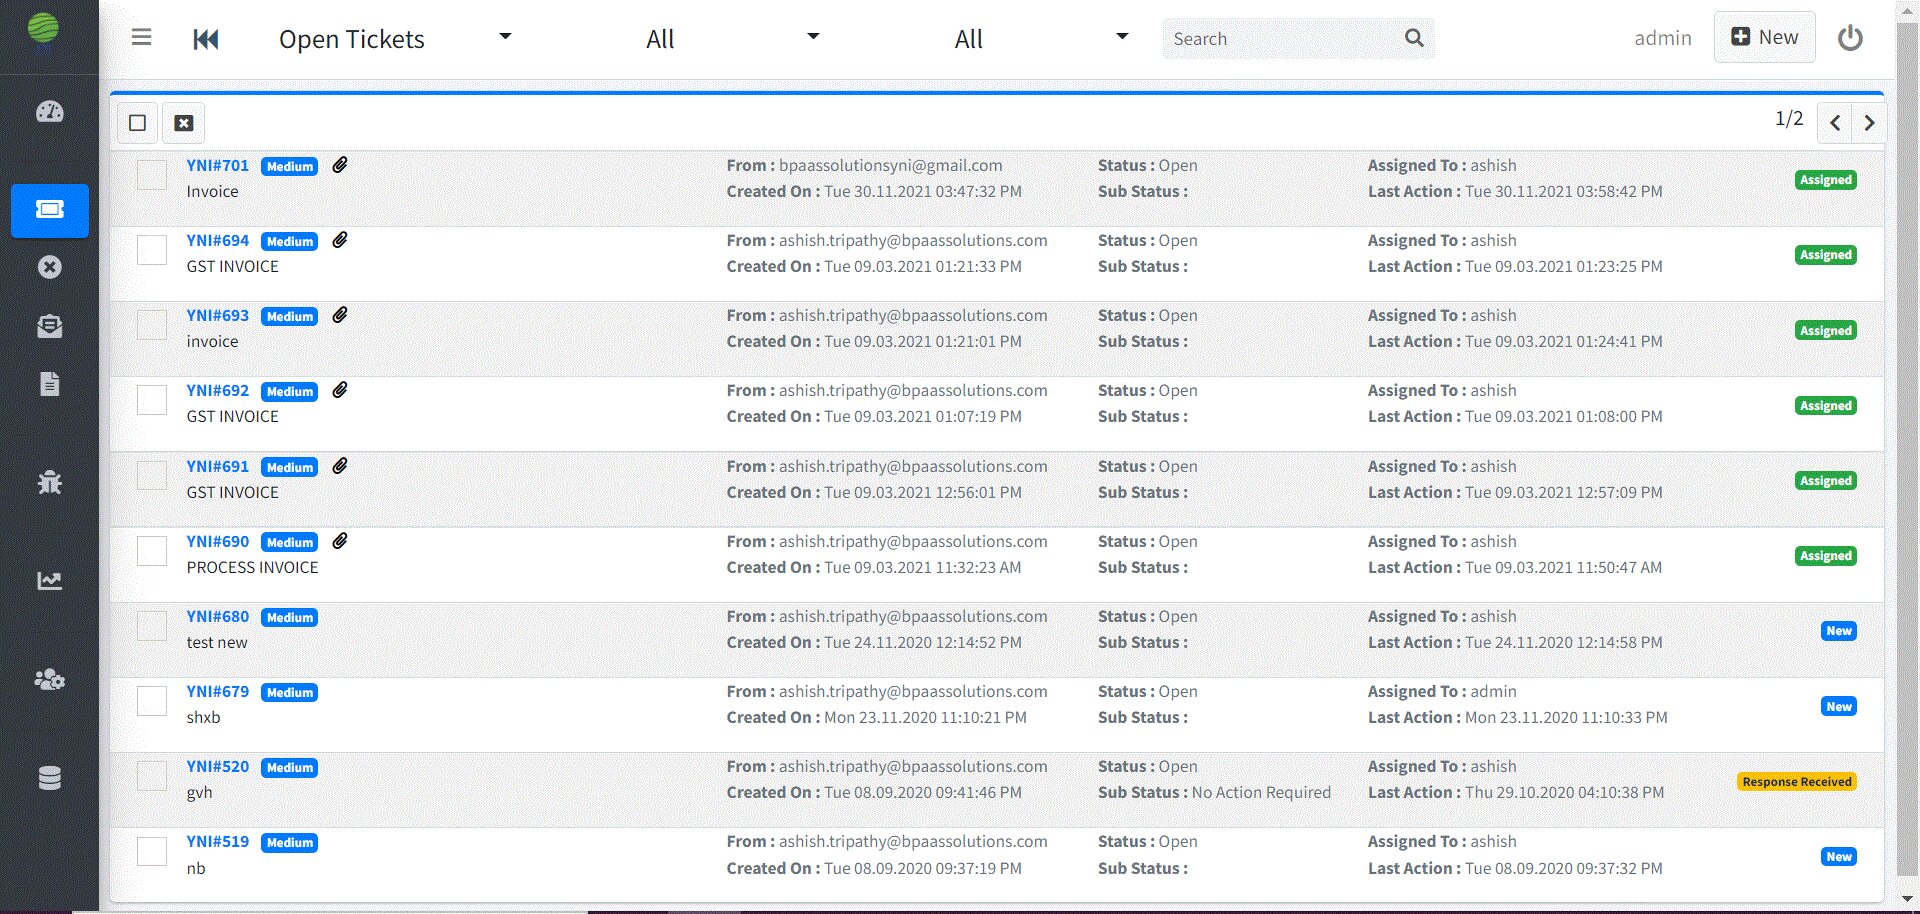 Open Tickets All All Search admin New
1/2
YNI#701 Medium From : bpaassolutionsyni@gmail.com Status : Open Assigned To : ashish
Invoice Created On : Tue 30.11.2021 03:47:32 PM Sub Status : Last Action : Tue 30.11.2021 03:58:42 PM Assigned
YNI#694 Medium From : ashish.tripathy@bpaassolutions.com Status : Open Assigned To : ashish
GST INVOICE Created On : Tue 09.03.2021 01:21:33 PM Sub Status : Last Action : Tue 09.03.2021 01:23:25 PM Assigned
YNI#693 Medium From : ashish.tripathy@bpaassolutions.com Status : Open Assigned To : ashish
invoice Created On : Tue 09.03.2021 01:21:01 PM Sub Status : Last Action : Tue 09.03.2021 01:24:41 PM Assigned
YNI#692 Medium From : ashish.tripathy@bpaassolutions.com Status : Open Assigned To : ashish
GST INVOICE Created On : Tue 09.03.2021 01:07:19 PM Sub Status : Last Action : Tue 09.03.2021 01:08:00 PM Assigned
YNI#691 Medium From : ashish.tripathy@bpaassolutions.com Status : Open Assigned To : ashish
GST INVOICE Created On : Tue 09.03.2021 12:56:01 PM Sub Status : Last Action : Tue 09.03.2021 12:57:09 PM Assigned
YNI#690 Medium From : ashish.tripathy@bpaassolutions.com Status : Open Assigned To : ashish
PROCESS INVOICE Created On : Tue 09.03.2021 11:32:23 AM Sub Status : Last Action : Tue 09.03.2021 11:50:47 AM Assigned
YNI#680 Medium From : ashish.tripathy@bpaassolutions.com Status : Open Assigned To : ashish
test new Created On : Tue 24.11.2020 12:14:52 PM Sub Status : Last Action : Tue 24.11.2020 12:14:58 PM New
YNI#679 Medium From : ashish.tripathy@bpaassolutions.com Status : Open Assigned To : admin
shxb Created On : Mon 23.11.2020 11:10:21 PM Sub Status : Last Action : Mon 23.11.2020 11:10:33 PM New
YNI#520 Medium From : ashish.tripathy@bpaassolutions.com Status : Open Assigned To : ashish
gvh Created On : Tue 08.09.2020 09:41:46 PM Sub Status : No Action Required Last Action : Thu 29.10.2020 04:10:38 PM Response Received
YNI#519 Medium From : ashish.tripathy@bpaassolutions.com Status : Open Assigned To : ashish
nb Created On : Tue 08.09.2020 09:37:19 PM Sub Status : Last Action : Tue 08.09.2020 09:37:32 PM New